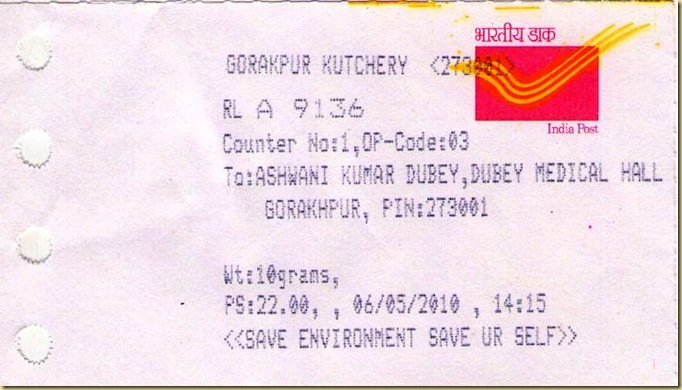 भारतीय डाक
GORAKPUR KUTCHERY <273001>
RL A 9136
India Post
Counter No:1,OP-Code:03
To:ASHWANI KUMAR DUBEY,DUBEY MEDICAL HALL
GORAKHPUR, PIN:273001
Wt:10grams,
PS:22.00, , 06/05/2010 , 14:15
<<SAVE ENVIRONMENT SAVE UR SELF>>